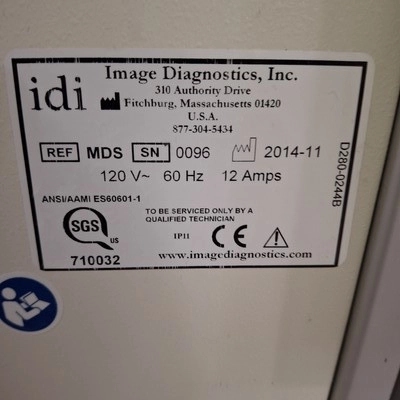 idi
Image Diagnostics, Inc.
310 Authority Drive
Fitchburg, Massachusetts 01420
U.S.A.
877-304-5434
REF MDS SN 0096 2014-11
120 V~ 60 Hz 12 Amps
ANSI/AAMI ES60601-1
SGS US
710032
TO BE SERVICED ONLY BY A
QUALIFIED TECHNICIAN
IP11 CE
www.imagediagnostics.com
D280-0244B